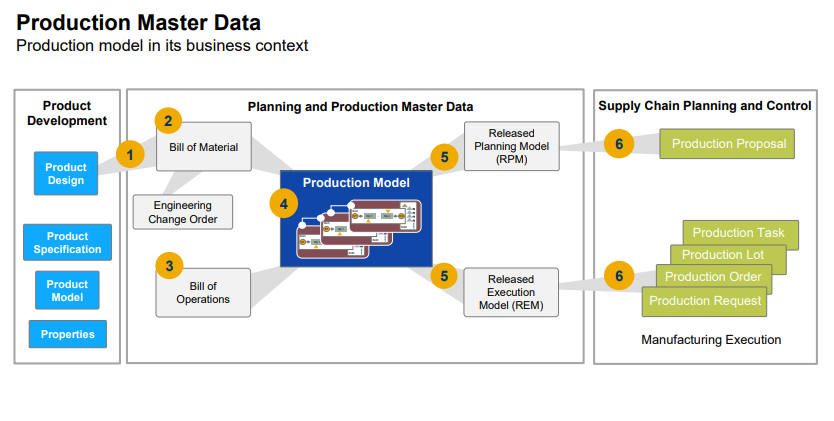 Production Master Data
Production model in its business context
Product
Development
1
Product
Design
Product
Specification
Product
Model
Properties
Planning and Production Master Data
2
Bill of Material
Engineering
Change Order
3
Bill of
Operations
Production Model
4
5
Released
Planning Model
(RPM)
5
Released
Execution
Model (REM)
Supply Chain Planning and Control
6
Production Proposal
6
Production Task
Production Lot
Production Order
Production Request
Manufacturing Execution